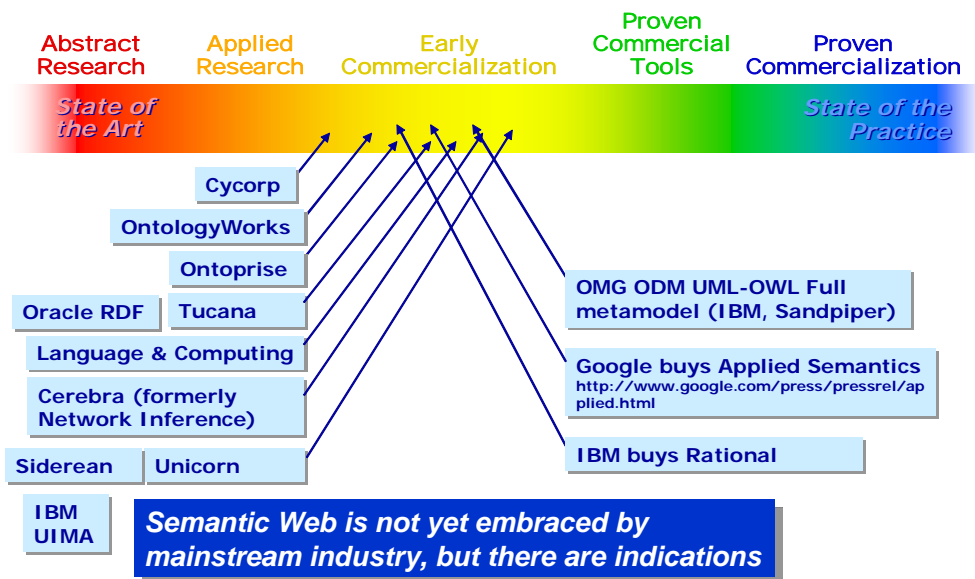 Abstract
Research
Applied
Research
Early
Commercialization
Proven
Commercial
Tools
Proven
Commercialization
State of
the Art
State of the
Practice
Cycorp
OntologyWorks
Ontoprise
Oracle RDF
Tucana
Language & Computing
Cerebra (formerly
Network Inference)
Siderean
Unicorn
IBM
UIMA
OMG ODM UML-OWL Full
metamodel (IBM, Sandpiper)
Google buys Applied Semantics
http://www.google.com/press/pressrel/ap
plied.html
IBM buys Rational
Semantic Web is not yet embraced by
mainstream industry, but there are indications